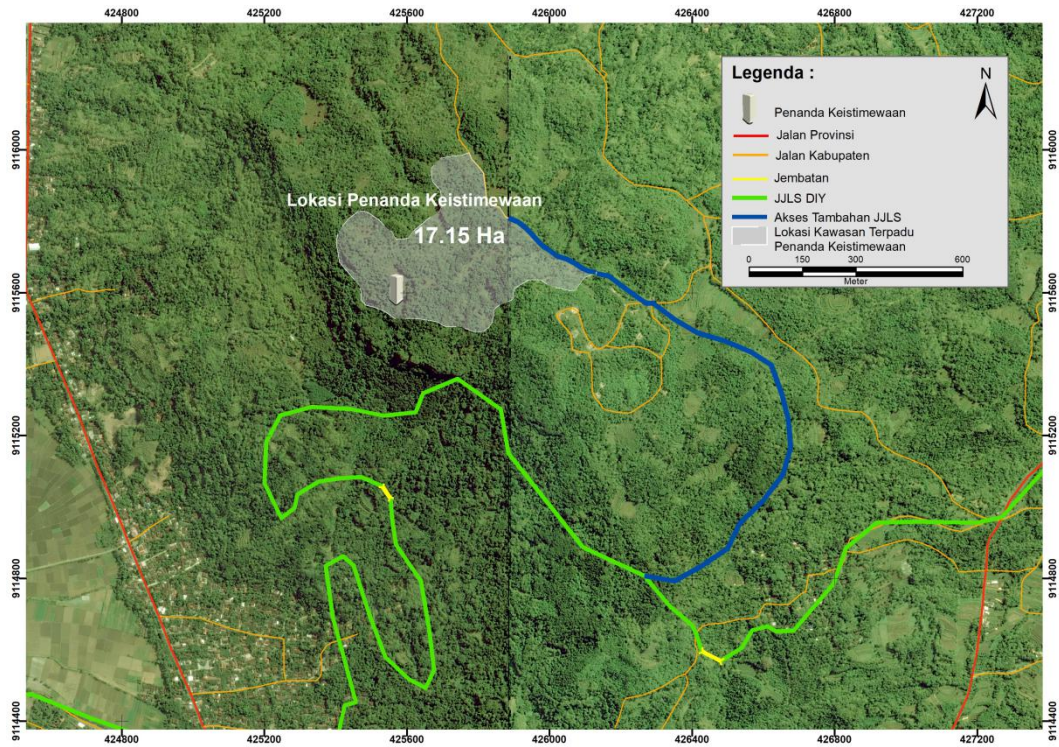 424800 425200 425600 426000 426400 426800 427200
Legenda :
N
Penanda Keistimewaan
Jalan Provinsi
Jalan Kabupaten
Jembatan
JJLS DIY
Akses Tambahan JJLS
Lokasi Kawasan Terpadu
Penanda Keistimewaan
0 150 300 600
Meter
9116000 9116000
Lokasi Penanda Keistimewaan
17.15 Ha
9115600 9115600
9115200 9115200
9114800 9114800
9114400 9114400
424800 425200 425600 426000 426400 426800 427200